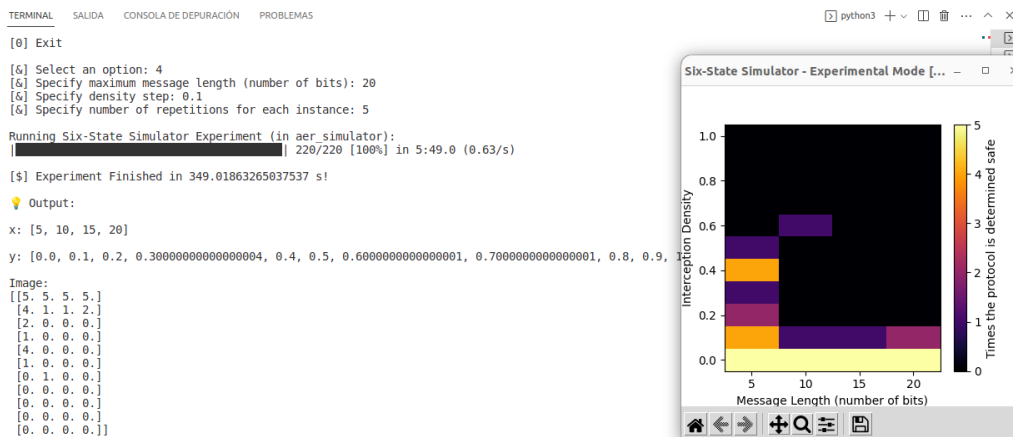 TERMINAL SALIDA CONSOLA DE DEPURACIÓN PROBLEMAS python3
[0] Exit
[&] Select an option: 4
[&] Specify maximum message length (number of bits): 20
[&] Specify density step: 0.1
[&] Specify number of repetitions for each instance: 5
Running Six-State Simulator Experiment (in aer_simulator):
| | 220/220 [100%] in 5:49.0 (0.63/s)
[$] Experiment Finished in 349.01863265037537 s!
Output:
x: [5, 10, 15, 20]
y: [0.0, 0.1, 0.2, 0.30000000000000004, 0.4, 0.5, 0.6000000000000001, 0.7000000000000001, 0.8, 0.9, 1
Image:
[[5. 5. 5. 5.]
[4. 1. 1. 2.]
[2. 0. 0. 0.]
[1. 0. 0. 0.]
[4. 0. 0. 0.]
[1. 0. 0. 0.]
[0. 1. 0. 0.]
[0. 0. 0. 0.]
[0. 0. 0. 0.]
[0. 0. 0. 0.]
[0. 0. 0. 0.]]
Six-State Simulator - Experimental Mode [...
1.0
0.8
0.6
0.4
0.2
0.0
Interception Density
5 10 15 20
Message Length (number of bits)
5
4
3
2
1
0
Times the protocol is determined safe